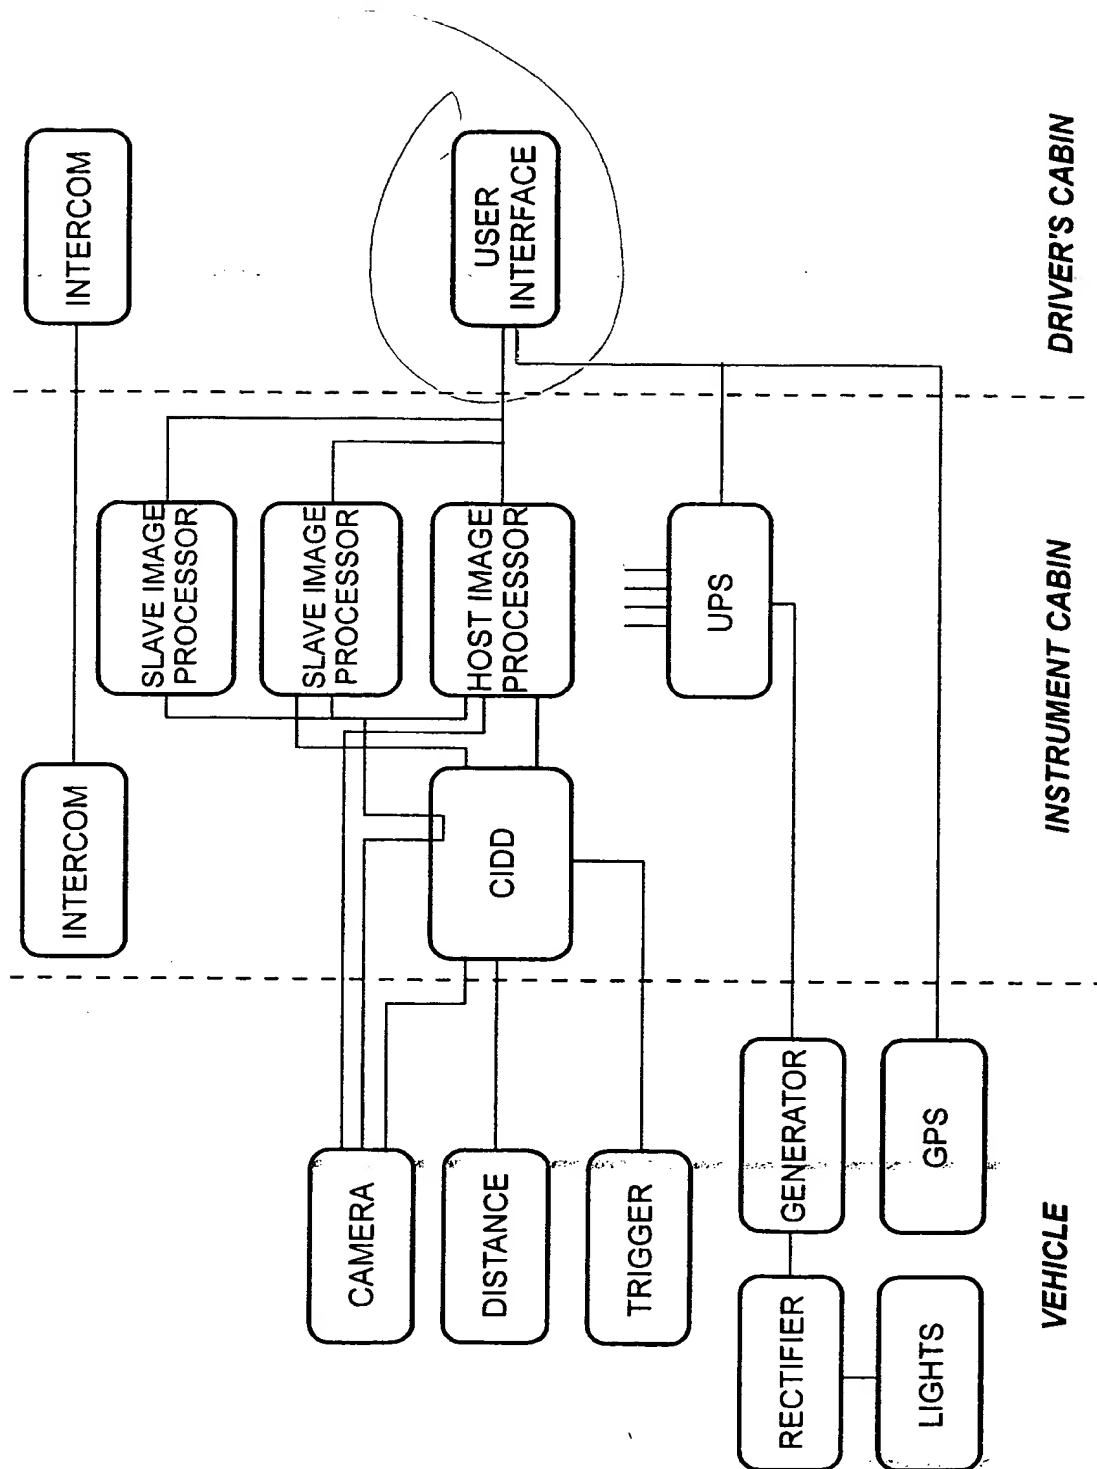 INTERCOM
INTERCOM
SLAVE IMAGE
PROCESSOR
CAMERA
SLAVE IMAGE
PROCESSOR
DISTANCE
CIDD
HOST IMAGE
PROCESSOR
USER
INTERFACE
TRIGGER
RECTIFIER
GENERATOR
UPS
LIGHTS
GPS
VEHICLE
INSTRUMENT CABIN
DRIVER'S CABIN